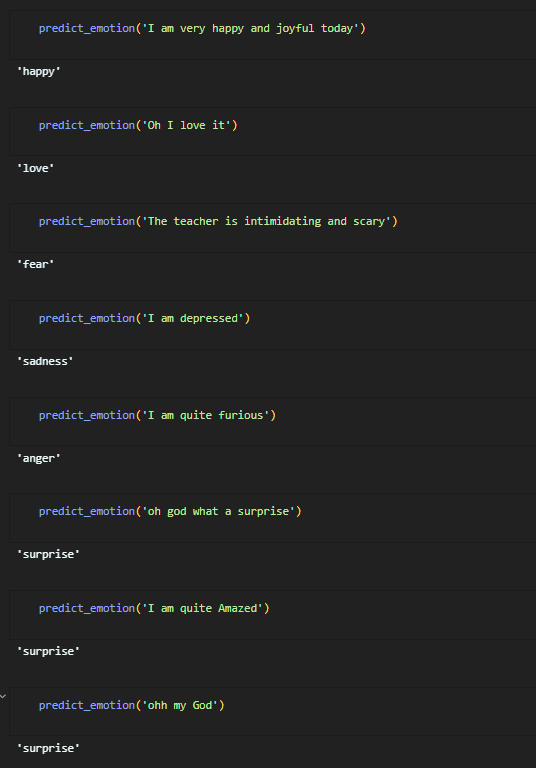 predict_emotion('I am very happy and joyful today')
'happy'
predict_emotion('Oh I love it')
'love'
predict_emotion('The teacher is intimidating and scary')
'fear'
predict_emotion('I am depressed')
'sadness'
predict_emotion('I am quite furious')
'anger'
predict_emotion('oh god what a surprise')
'surprise'
predict_emotion('I am quite Amazed')
'surprise'
predict_emotion('ohh my God')
'surprise'